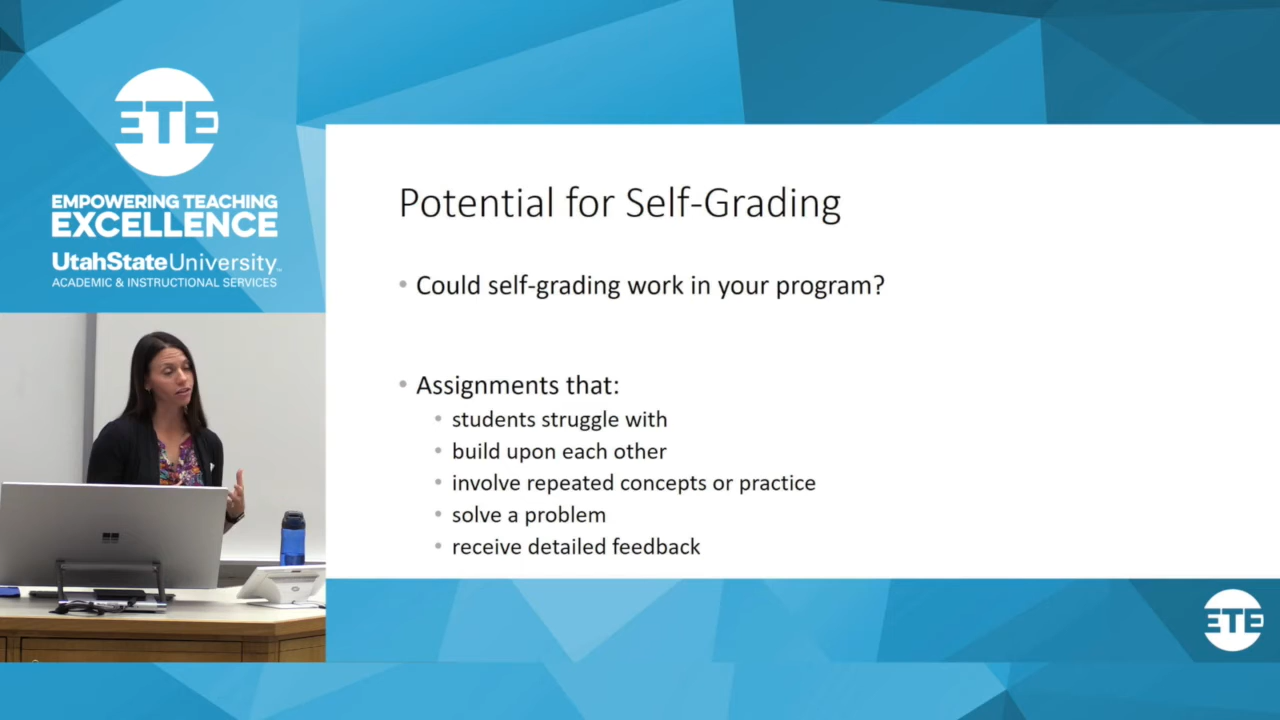 ETE
EMPOWERING TEACHING
EXCELLENCE
UtahStateUniversity™
ACADEMIC & INSTRUCTIONAL SERVICES
Potential for Self-Grading
• Could self-grading work in your program?
• Assignments that:
• students struggle with
• build upon each other
• involve repeated concepts or practice
• solve a problem
• receive detailed feedback
ETE